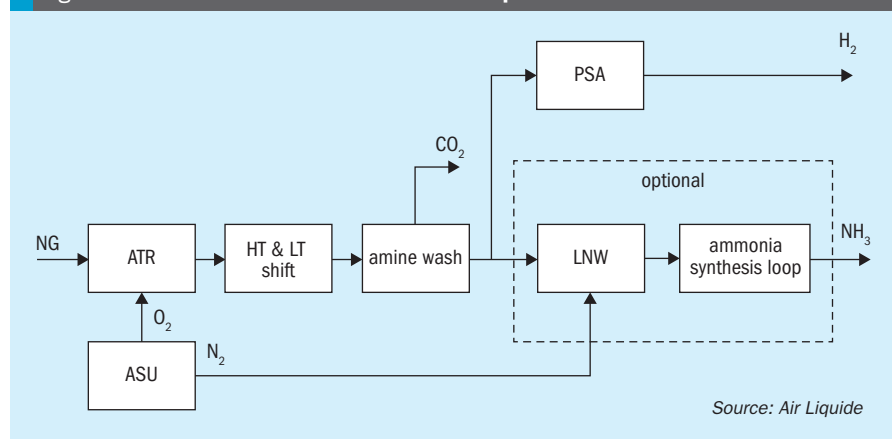 PSA
H2
CO2
optional
NG
ATR
HT & LT
shift
amine wash
LNW
ammonia
synthesis loop
NH3
O2
N2
ASU
Source: Air Liquide